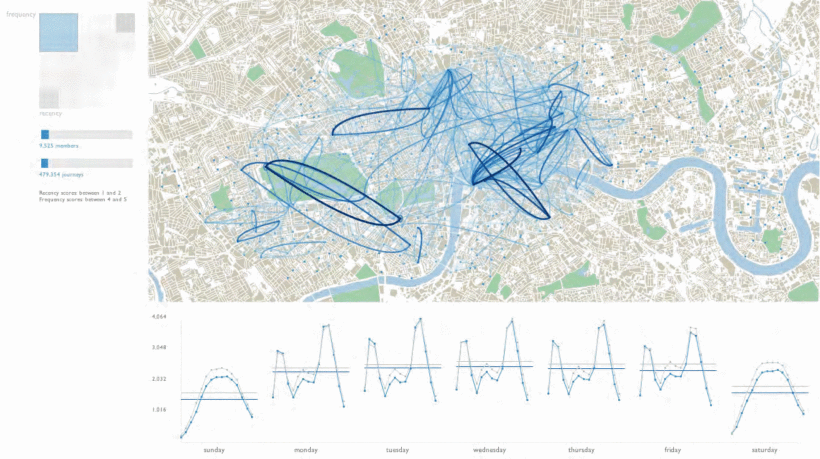 frequency
recency
9,525 members
479,354 journeys
Recency scores between 1 and 2
Frequency scores between 4 and 5
4,064
3,048
2,032
1,016
sunday monday tuesday wednesday thursday friday saturday